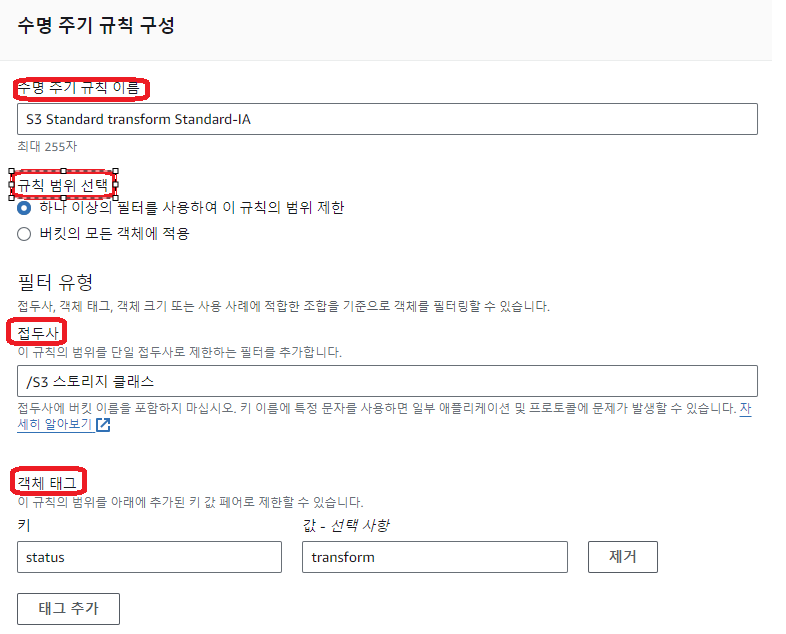 수명 주기 규칙 구성
수명 주기 규칙 이름
S3 Standard transform Standard-IA
최대 255자
규칙 범위 선택
하나 이상의 필터를 사용하여 이 규칙의 범위 제한
버킷의 모든 객체에 적용
필터 유형
접두사, 객체 태그, 객체 크기 또는 사용 사례에 적합한 조합을 기준으로 객체를 필터링할 수 있습니다.
접두사
이 규칙의 범위를 단일 접두사로 제한하는 필터를 추가합니다.
/S3 스토리지 클래스
접두사에 버킷 이름을 포함하지 마십시오. 키 이름에 특정 문자를 사용하면 일부 애플리케이션 및 프로토콜에 문제가 발생할 수 있습니다. 자
세히 알아보기
객체 태그
이 규칙의 범위를 아래에 추가된 키 값 페어로 제한할 수 있습니다.
키 값 - 선택 사항
status transform 제거
태그 추가